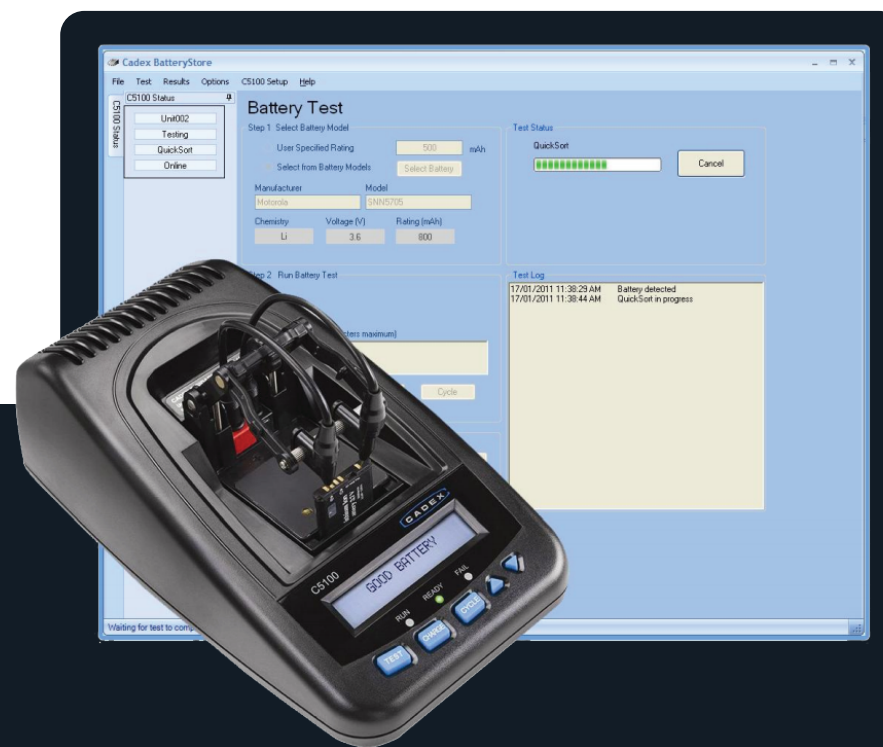 Cadex BatteryStore
File Test Results Options C5100 Setup Help
C5100 Status
C5100 Status
Unit002
Testing
QuickSort
Online
Battery Test
Step 1 Select Battery Model
User Specified Rating 500 mAh
Select from Battery Models Select Battery
Manufacturer Model
Motorola SNN5705
Chemistry Voltage (V) Rating (mAh)
Li 3.6 800
Test Status
QuickSort
Cancel
Step 2 Run Battery Test
maximum)
Cycle
Test Log
17/01/2011 11:38:29 AM Battery detected
17/01/2011 11:38:44 AM QuickSort in progress
Waiting for test to
CADEX
C5100
GOOD BATTERY
RUN READY FAIL
TEST CHARGE CYCLE